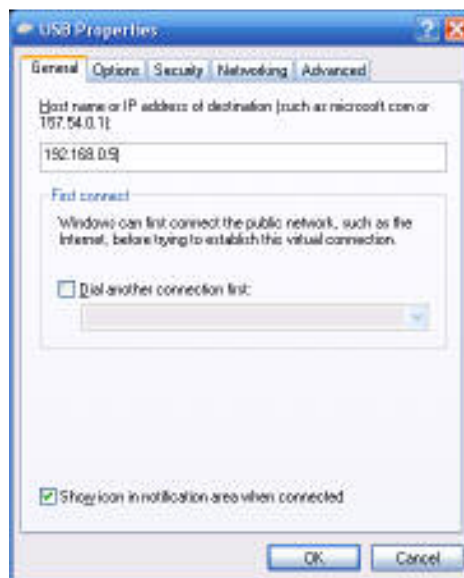 USB Properties
General Options Security Networking Advanced
Host name or IP address of destination (such as microsoft.com or
157.54.0.1):
192.168.0.9
First connect
Windows can first connect the public network, such as the
Internet, before trying to establish this virtual connection.
Dial another connection first:
Show icon in notification area when connected
OK Cancel